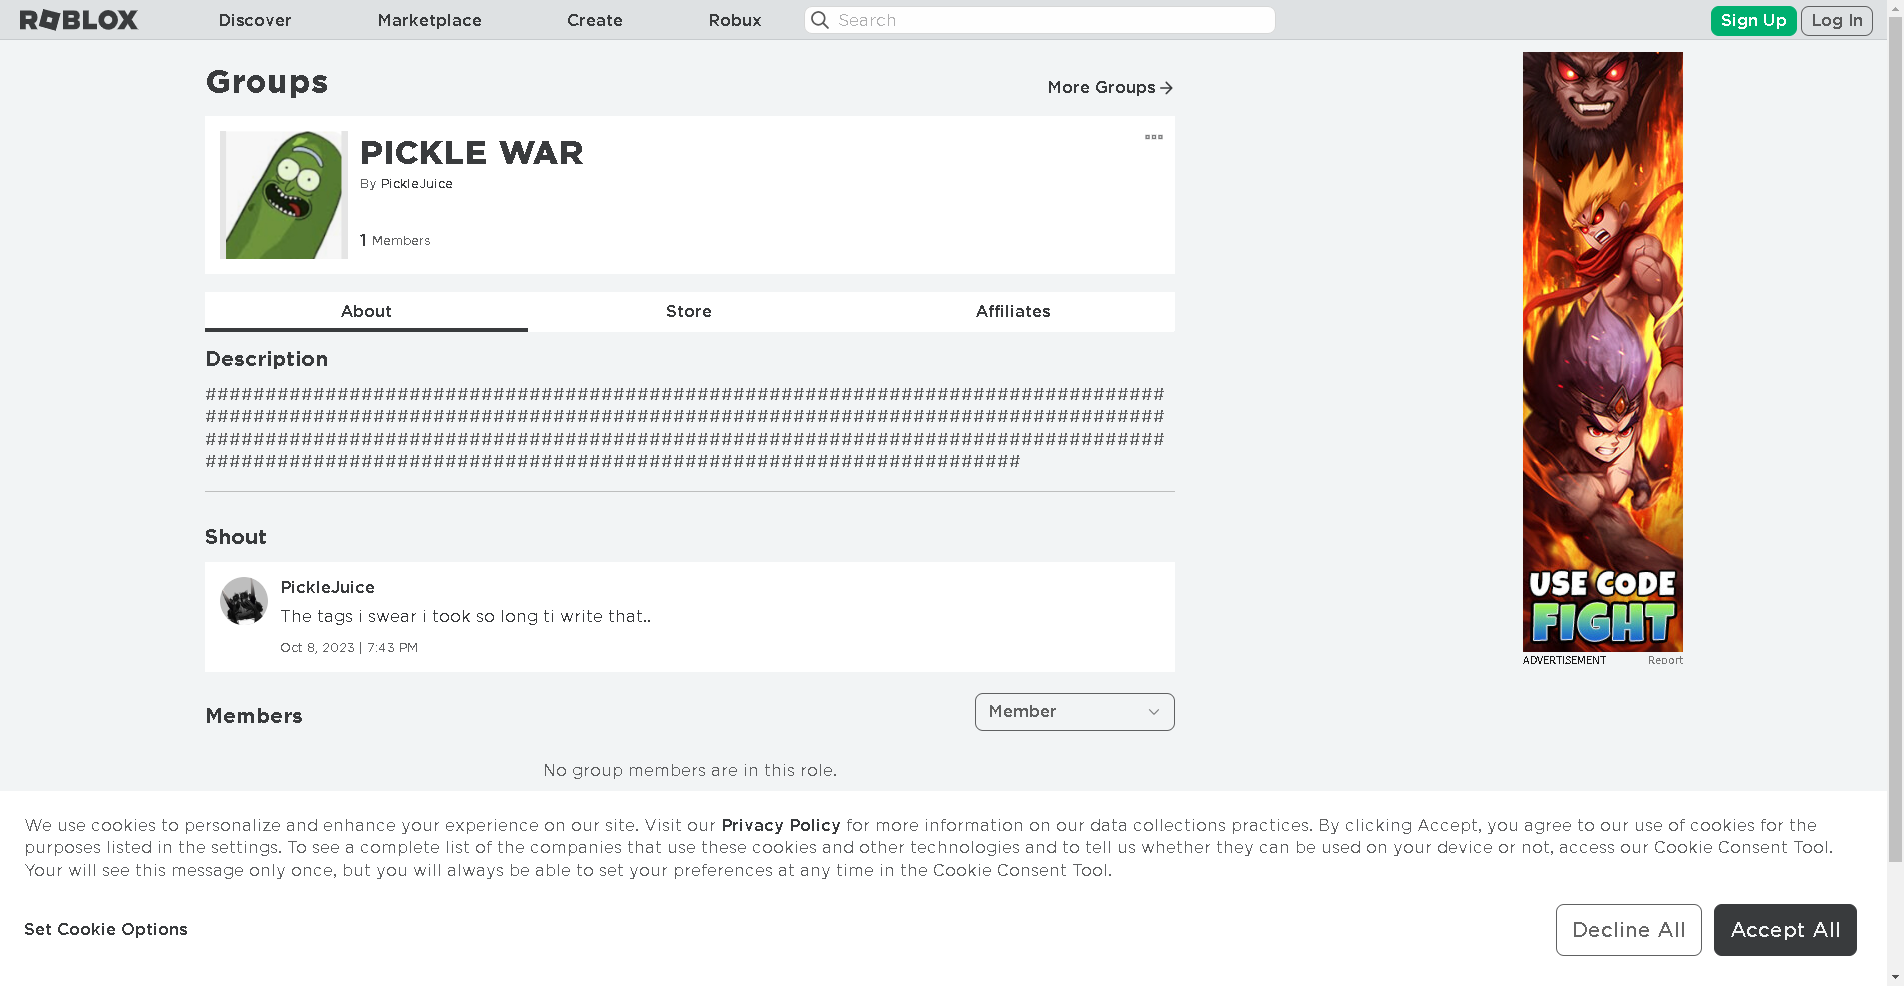 ROBLOX Discover Marketplace Create Robux Search Sign Up Log In
Groups
More Groups
PICKLE WAR
By PickleJuice
1 Members
About Store Affiliates
Description
################################################################################
################################################################################
################################################################################
####################################################################
Shout
PickleJuice
The tags i swear i took so long ti write that..
Oct 8, 2023 | 7:43 PM
Members
Member
No group members are in this role.
USE CODE
FIGHT
ADVERTISEMENT Report
We use cookies to personalize and enhance your experience on our site. Visit our Privacy Policy for more information on our data collections practices. By clicking Accept, you agree to our use of cookies for the
purposes listed in the settings. To see a complete list of the companies that use these cookies and other technologies and to tell us whether they can be used on your device or not, access our Cookie Consent Tool.
Your will see this message only once, but you will always be able to set your preferences at any time in the Cookie Consent Tool.
Set Cookie Options
Decline All
Accept All